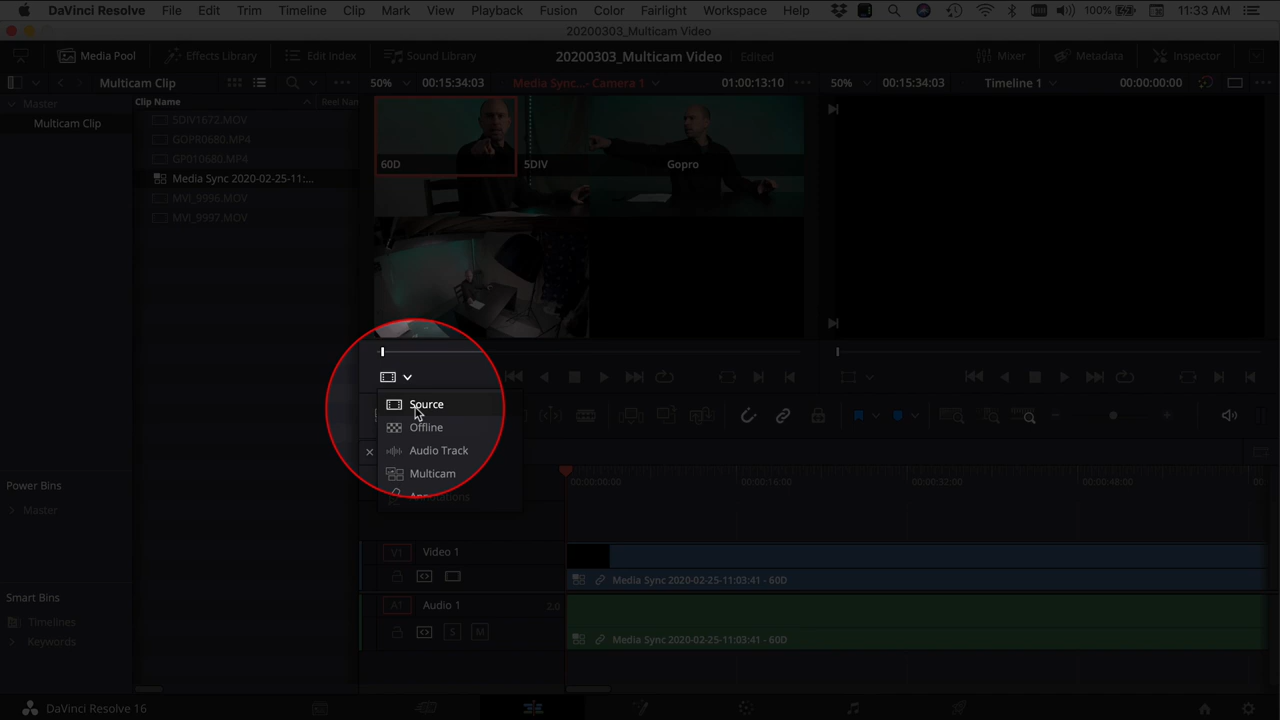 DaVinci Resolve File Edit Trim Timeline Clip Mark View Playback Fusion Color Fairlight Workspace Help 100% 11:33 AM
20200303_Multicam Video
Media Pool Effects Library Edit Index Sound Library 20200303_Multicam Video Edited Mixer Metadata Inspector
Multicam Clip 50% 00:15:34:03 Media Sync...- Camera 1 01:00:13:10 50% 00:15:34:03 Timeline 1 00:00:00:00
Master
Multicam Clip
Clip Name Reel Nan
5DIV1672.MOV
GOPR0680.MP4
GP010680.MP4
Media Sync 2020-02-25-11:...
MVI_9996.MOV
MVI_9997.MOV
60D 5DIV Gopro
Source
Offline
Audio Track
Multicam
Annotations
Power Bins
Master
Smart Bins
Timelines
Keywords
00:00:00:00 00:00:16:00 00:00:32:00 00:00:48:00 00
V1 Video 1
Media Sync 2020-02-25-11:03:41 - 60D
A1 Audio 1 2.0
S M
Media Sync 2020-02-25-11:03:41 - 60D
DaVinci Resolve 16